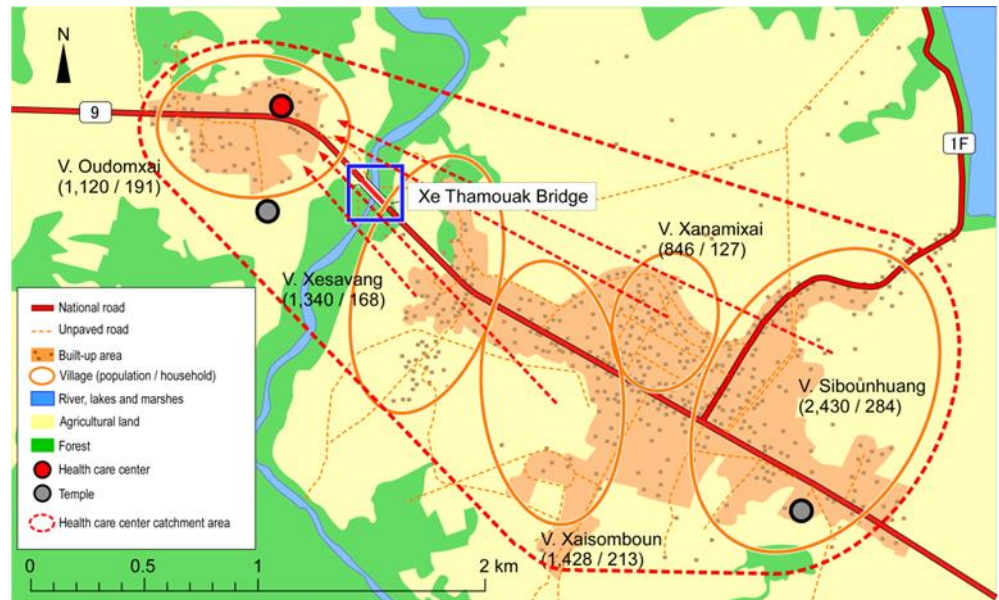 N
9
1F
V. Oudomxai
(1,120 / 191)
Xe Thamouak Bridge
V. Xanamixai
(846 / 127)
V. Xesavang
(1,340 / 168)
V. Sibounhuang
(2,430 / 284)
V. Xaisomboun
(1,428 / 213)
National road
Unpaved road
Built-up area
Village (population / household)
River, lakes and marshes
Agricultural land
Forest
Health care center
Temple
Health care center catchment area
0 0.5 1 2 km